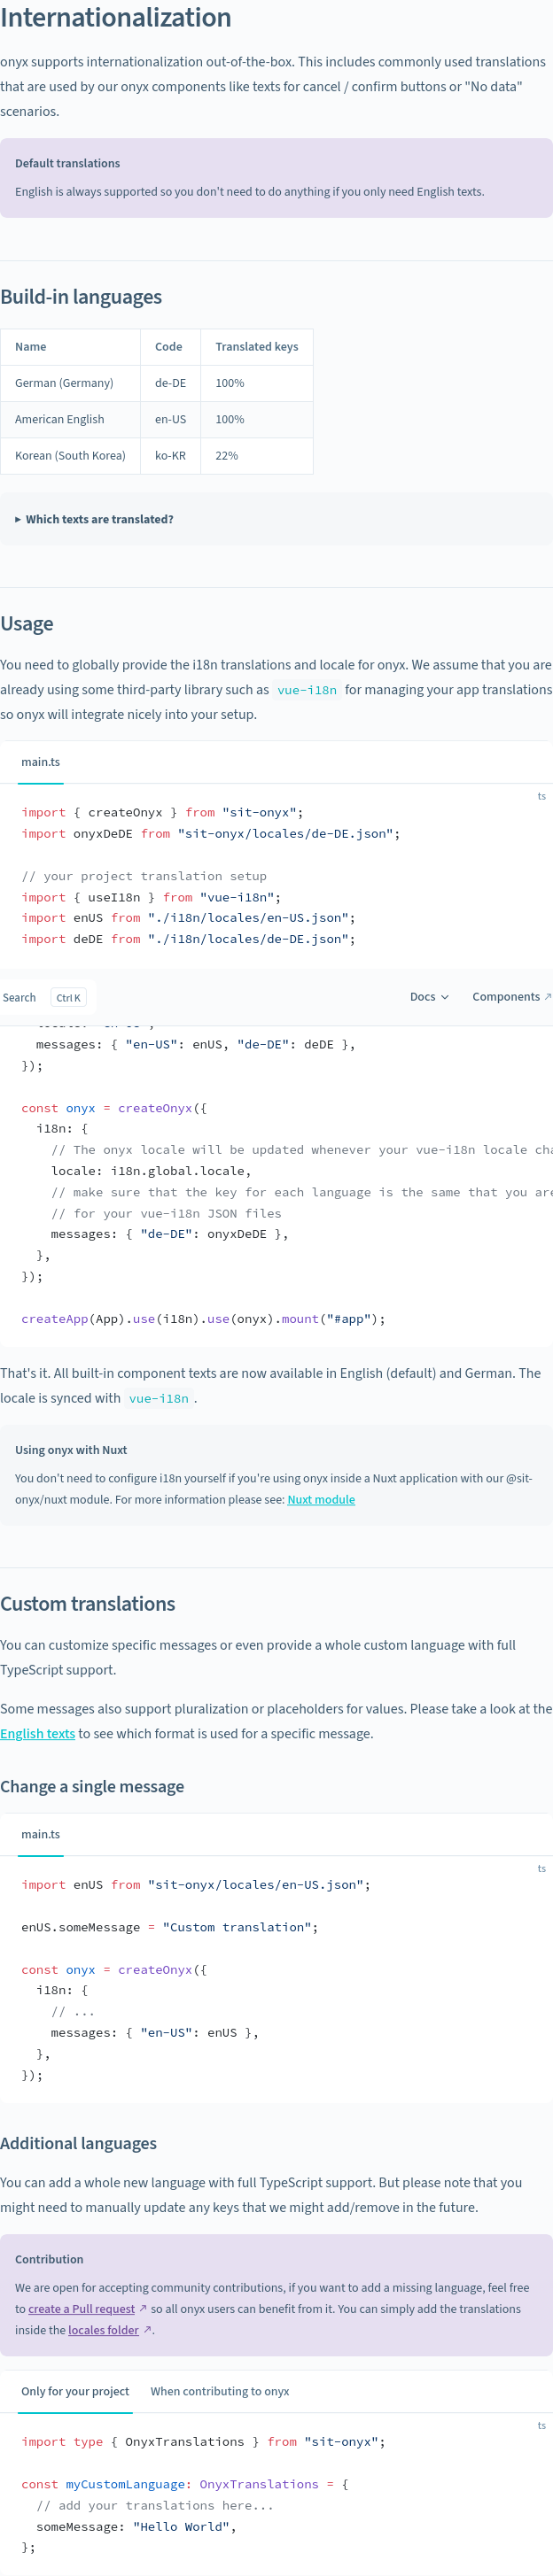 Internationalization
onyx supports internationalization out-of-the-box. This includes commonly used translations
that are used by our onyx components like texts for cancel / confirm buttons or "No data"
scenarios.
Default translations
English is always supported so you don't need to do anything if you only need English texts.
Build-in languages
Name Code Translated keys
German (Germany) de-DE 100%
American English en-US 100%
Korean (South Korea) ko-KR 22%
▸ Which texts are translated?
Usage
You need to globally provide the i18n translations and locale for onyx. We assume that you are
already using some third-party library such as vue-i18n for managing your app translations
so onyx will integrate nicely into your setup.
main.ts
ts
import { createOnyx } from "sit-onyx";
import onyxDeDE from "sit-onyx/locales/de-DE.json";
// your project translation setup
import { useI18n } from "vue-i18n";
import enUS from "./i18n/locales/en-US.json";
import deDE from "./i18n/locales/de-DE.json";
Search Ctrl K Docs Components ↗
messages: { "en-US": enUS, "de-DE": deDE },
});
const onyx = createOnyx({
i18n: {
// The onyx locale will be updated whenever your vue-i18n locale cha
locale: i18n.global.locale,
// make sure that the key for each language is the same that you are
// for your vue-i18n JSON files
messages: { "de-DE": onyxDeDE },
},
});
createApp(App).use(i18n).use(onyx).mount("#app");
That's it. All built-in component texts are now available in English (default) and German. The
locale is synced with vue-i18n .
Using onyx with Nuxt
You don't need to configure i18n yourself if you're using onyx inside a Nuxt application with our @sit-
onyx/nuxt module. For more information please see: Nuxt module
Custom translations
You can customize specific messages or even provide a whole custom language with full
TypeScript support.
Some messages also support pluralization or placeholders for values. Please take a look at the
English texts to see which format is used for a specific message.
Change a single message
main.ts
ts
import enUS from "sit-onyx/locales/en-US.json";
enUS.someMessage = "Custom translation";
const onyx = createOnyx({
i18n: {
// ...
messages: { "en-US": enUS },
},
});
Additional languages
You can add a whole new language with full TypeScript support. But please note that you
might need to manually update any keys that we might add/remove in the future.
Contribution
We are open for accepting community contributions, if you want to add a missing language, feel free
to create a Pull request ↗ so all onyx users can benefit from it. You can simply add the translations
inside the locales folder ↗.
Only for your project When contributing to onyx
ts
import type { OnyxTranslations } from "sit-onyx";
const myCustomLanguage: OnyxTranslations = {
// add your translations here...
someMessage: "Hello World",
};